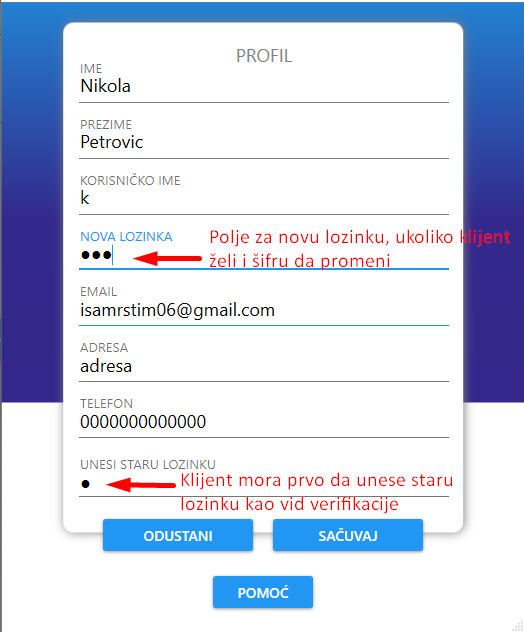 PROFIL
IME
Nikola
PREZIME
Petrovic
KORISNIČKO IME
k
NOVA LOZINKA
●●●
Polje za novu lozinku, ukoliko klijent
želi i šifru da promeni
EMAIL
isamrstim06@gmail.com
ADRESA
adresa
TELEFON
0000000000000
UNESI STARU LOZINKU
●
Klijent mora prvo da unese staru
lozinku kao vid verifikacije
ODUSTANI
SAČUVAJ
POMOĆ